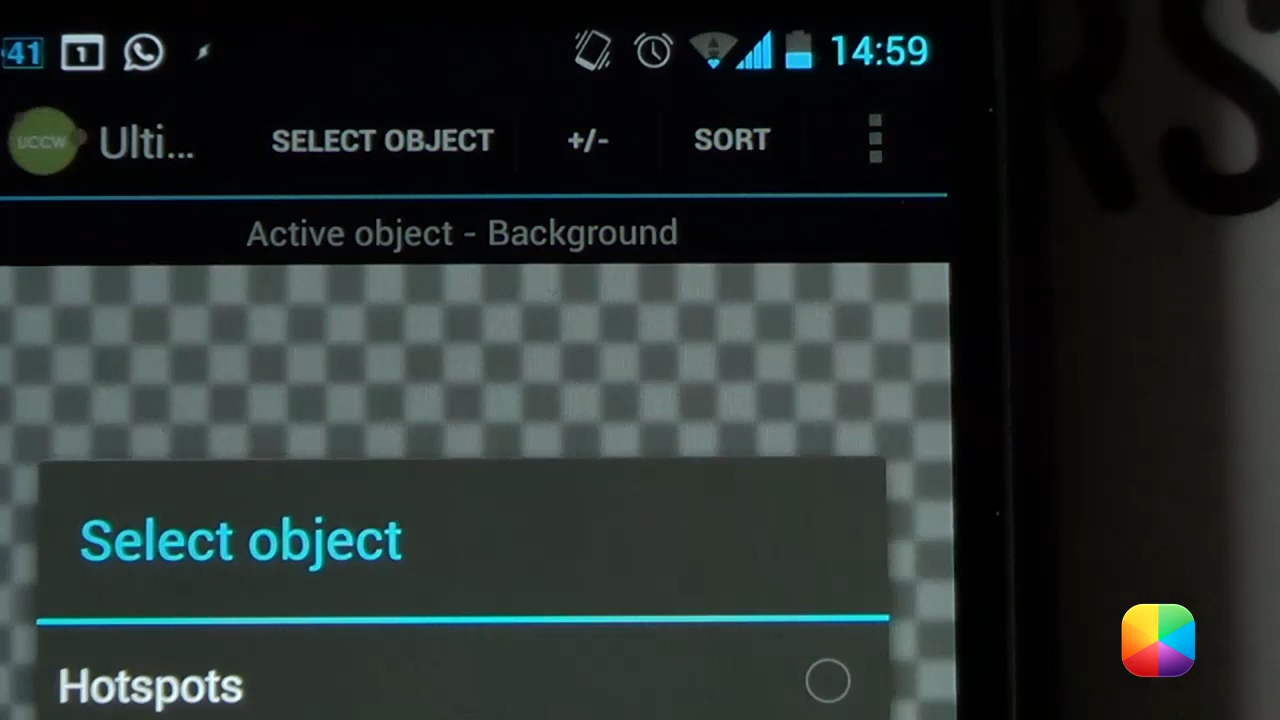 41 1 14:59
UCCW Ulti... SELECT OBJECT +/- SORT
Active object - Background
Select object
Hotspots